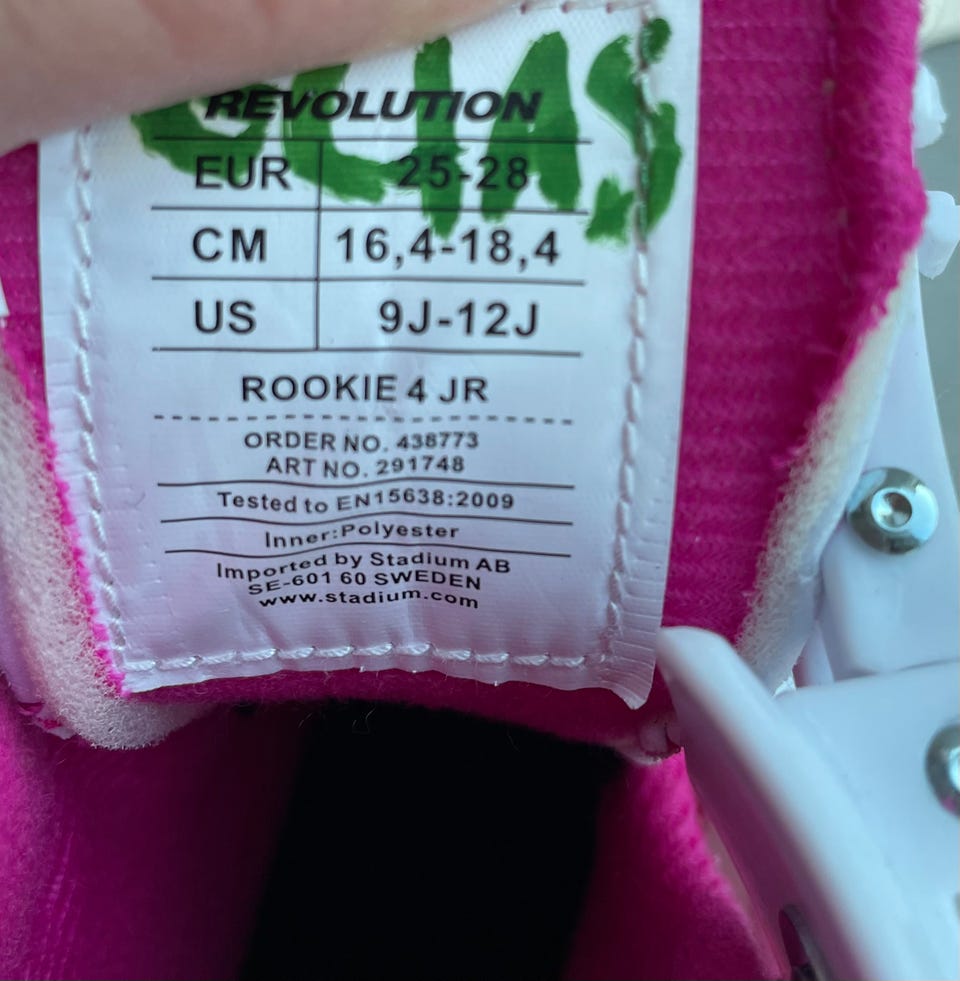 ELIAS
REVOLUTION
EUR 25-28
CM 16,4-18,4
US 9J-12J
ROOKIE 4 JR
ORDER NO. 438773
ART NO. 291748
Tested to EN15638:2009
Inner:Polyester
Imported by Stadium AB
SE-601 60 SWEDEN
www.stadium.com